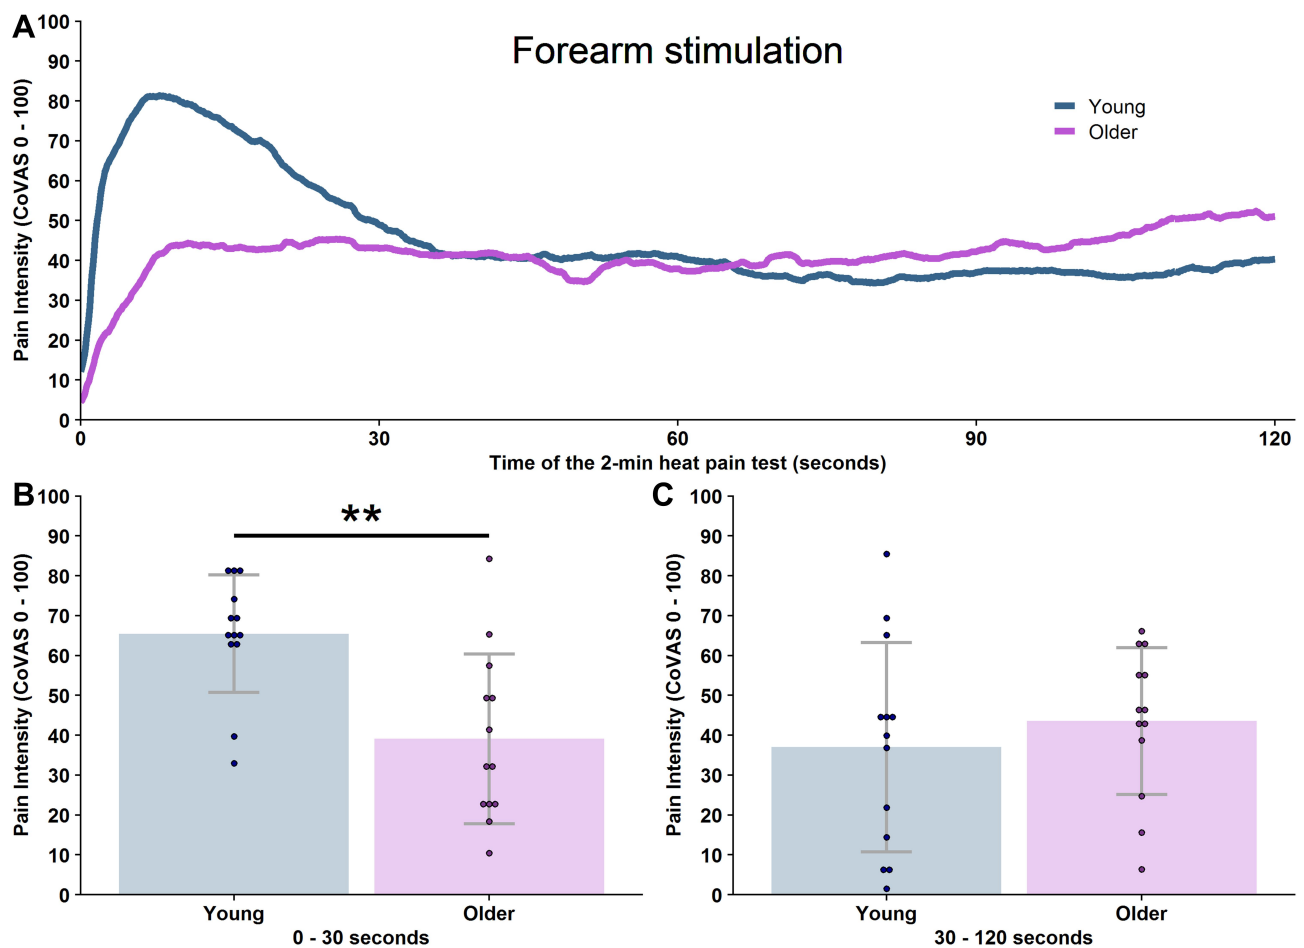 A
Forearm stimulation
Pain Intensity (CoVAS 0 - 100)
100
90
80
70
60
50
40
30
20
10
0
Young
Older
0 30 60 90 120
Time of the 2-min heat pain test (seconds)
B
Pain Intensity (CoVAS 0 - 100)
100
90
80
70
60
50
40
30
20
10
0
**
Young Older
0 - 30 seconds
C
Pain Intensity (CoVAS 0 - 100)
100
90
80
70
60
50
40
30
20
10
0
Young Older
30 - 120 seconds